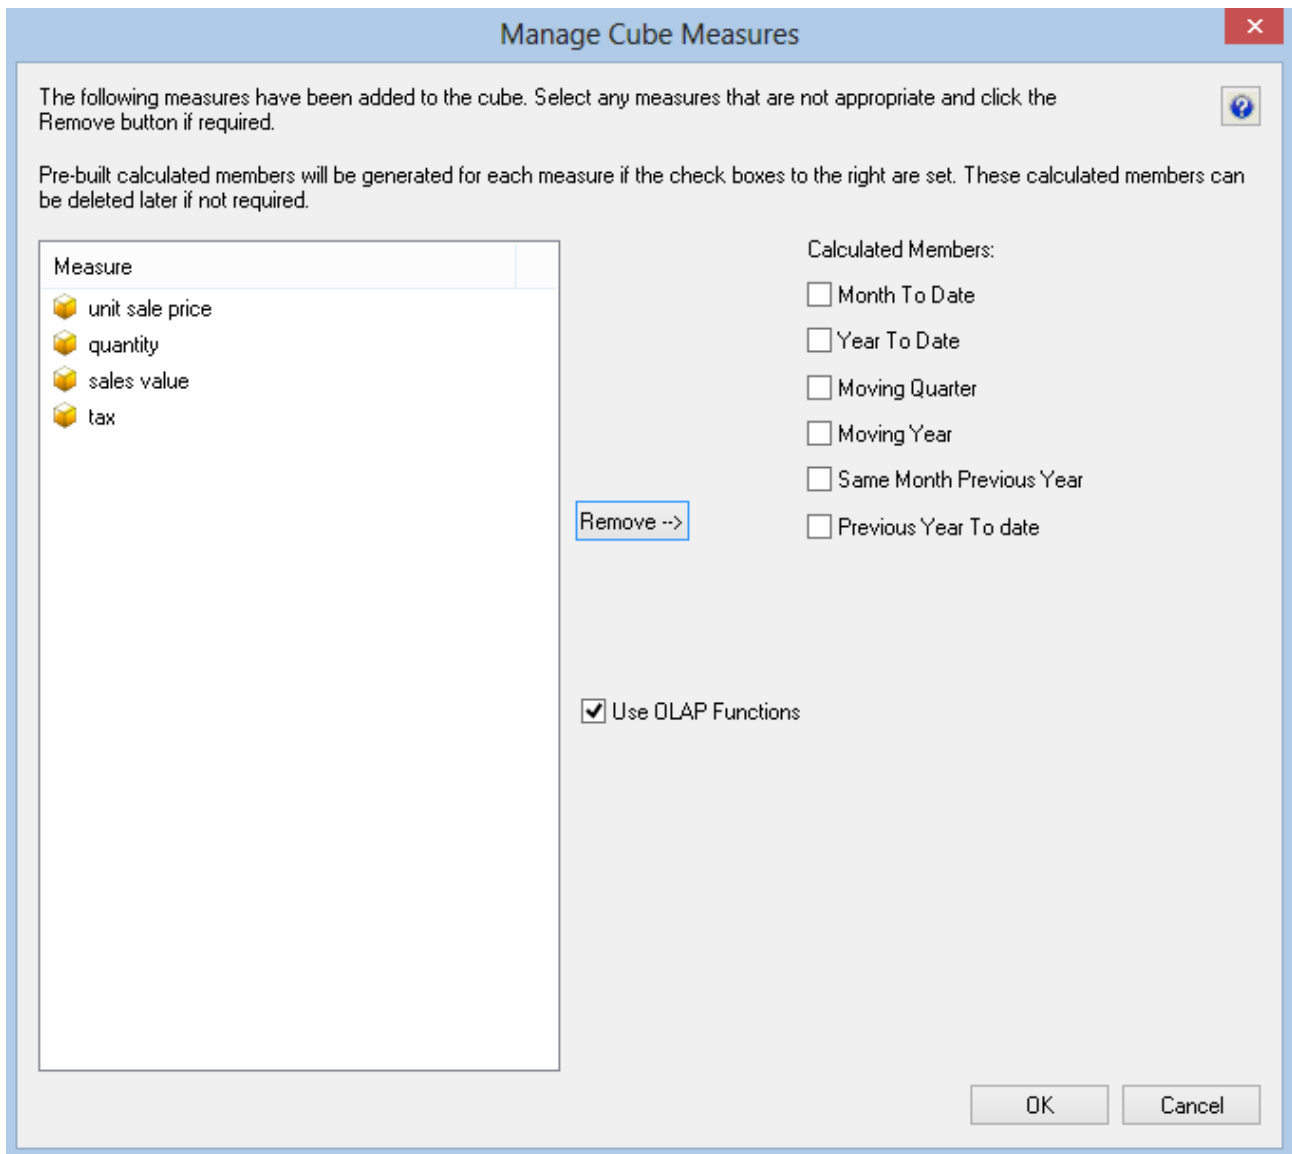 Manage Cube Measures
The following measures have been added to the cube. Select any measures that are not appropriate and click the
Remove button if required.
Pre-built calculated members will be generated for each measure if the check boxes to the right are set. These calculated members can
be deleted later if not required.
Measure
unit sale price
quantity
sales value
tax
Remove -->
Calculated Members:
Month To Date
Year To Date
Moving Quarter
Moving Year
Same Month Previous Year
Previous Year To date
Use OLAP Functions
OK
Cancel